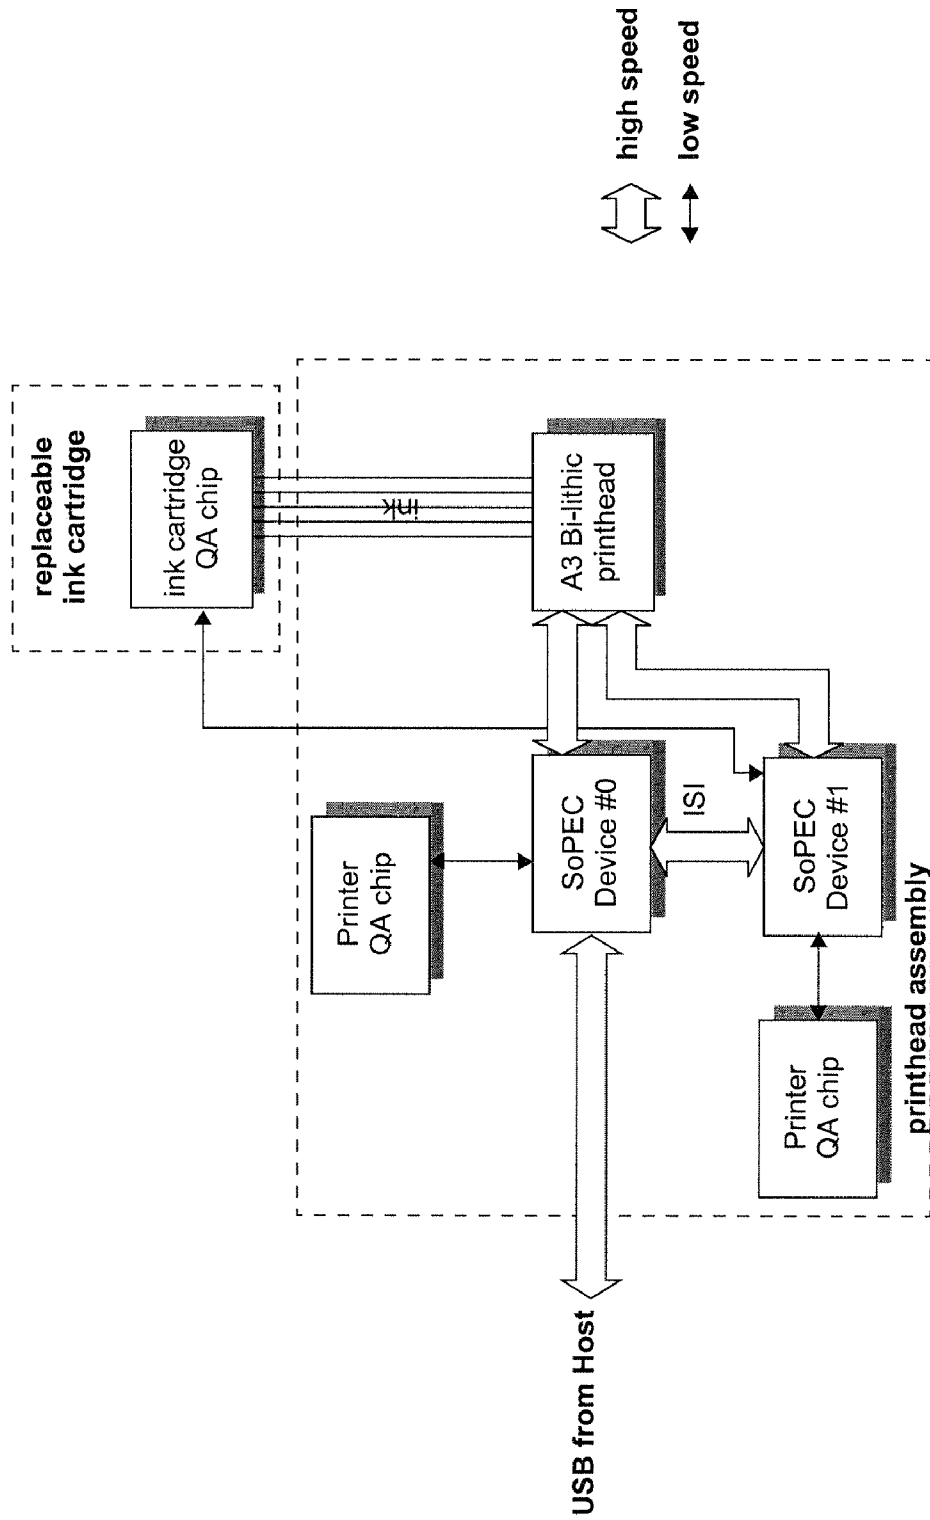 replaceable
ink cartridge
ink cartridge
QA chip
ink
Printer
QA chip
USB from Host
SoPEC
Device #0
A3 Bi-lithic
printhead
ISI
SoPEC
Device #1
Printer
QA chip
printhead assembly
high speed
low speed